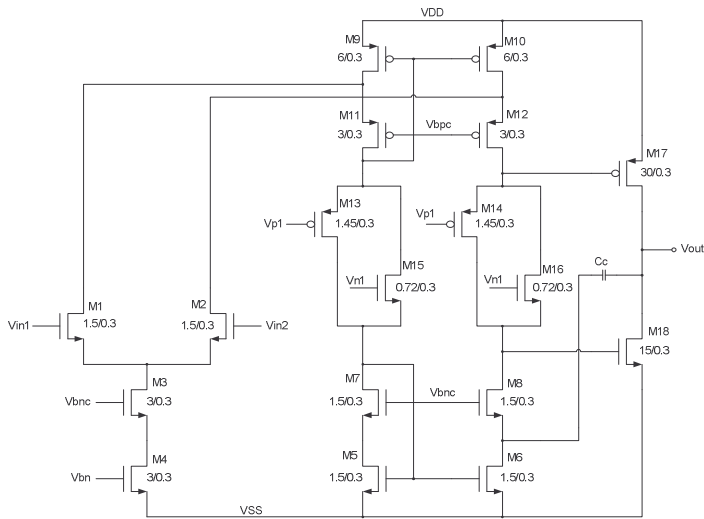 VDD
M9
6/0.3
M10
6/0.3
M11
3/0.3
Vbpc
M12
3/0.3
M17
30/0.3
M13
1.45/0.3
Vp1
M14
1.45/0.3
Vp1
Vout
M15
0.72/0.3
Vn1
M16
0.72/0.3
Vn1
Cc
M1
1.5/0.3
Vin1
M2
1.5/0.3
Vin2
M18
15/0.3
M3
3/0.3
Vbnc
M7
1.5/0.3
Vbnc
M8
1.5/0.3
M4
3/0.3
Vbn
M5
1.5/0.3
M6
1.5/0.3
VSS